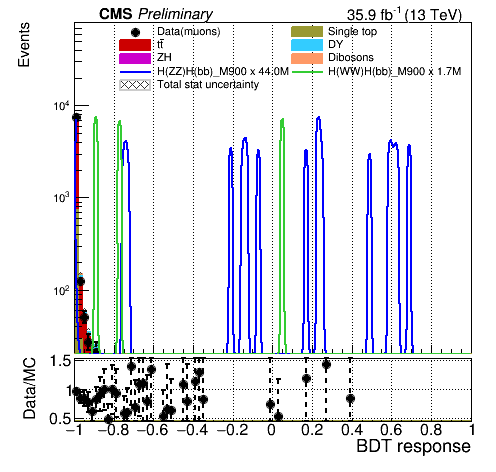 CMS Preliminary 35.9 fb⁻¹ (13 TeV)
Data(muons) Single top
tt̄ DY
ZH Dibosons
H(ZZ)H(bb)_M900 x 44.0M H(WW)H(bb)_M900 x 1.7M
Total stat uncertainty
Events
10⁴
10³
10²
Data/MC
1.5
1
0.5
−1 −0.8 −0.6 −0.4 −0.2 0 0.2 0.4 0.6 0.8 1
BDT response